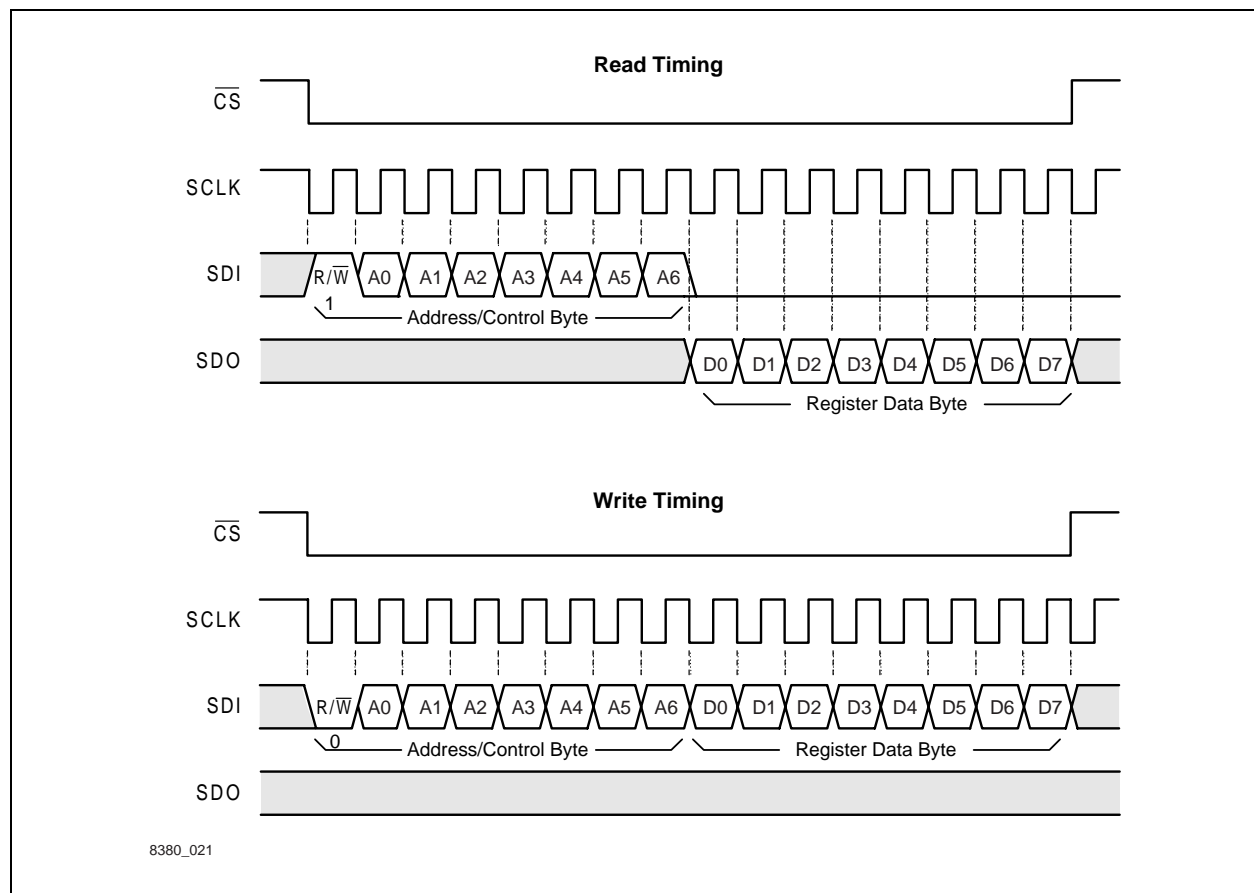 Read Timing
C̅S̅
SCLK
SDI R/W̅ A0 A1 A2 A3 A4 A5 A6
1
Address/Control Byte
SDO D0 D1 D2 D3 D4 D5 D6 D7
Register Data Byte
Write Timing
C̅S̅
SCLK
SDI R/W̅ A0 A1 A2 A3 A4 A5 A6 D0 D1 D2 D3 D4 D5 D6 D7
0
Address/Control Byte Register Data Byte
SDO
8380_021